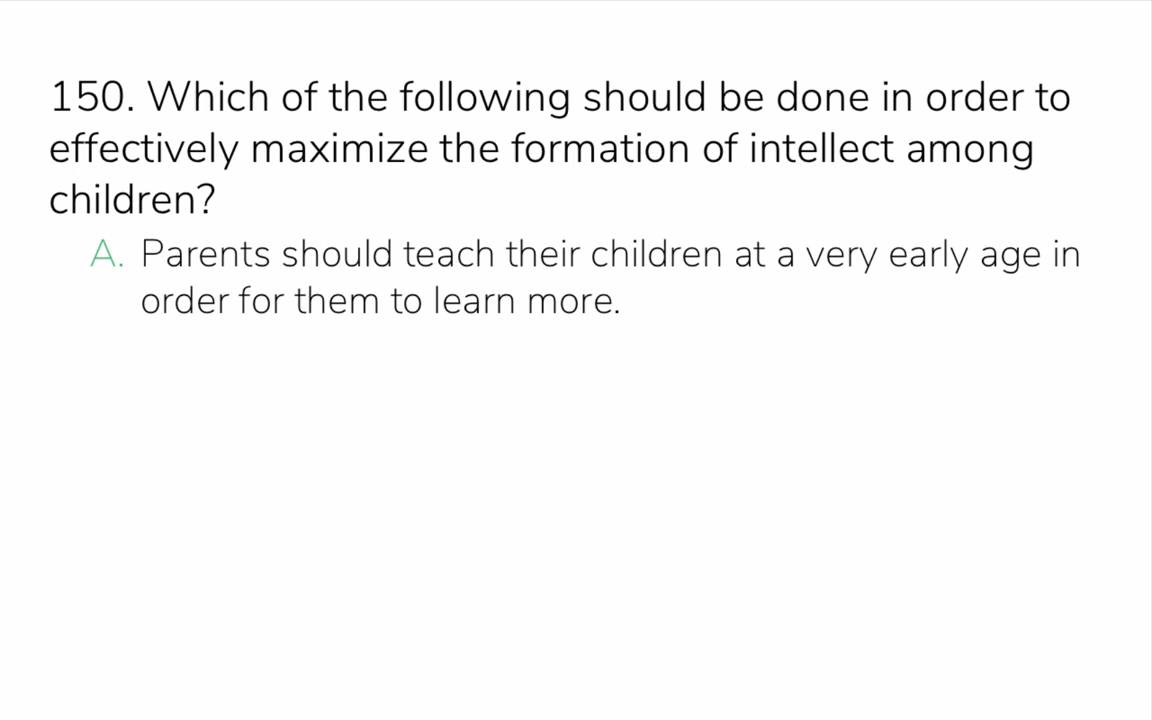 150. Which of the following should be done in order to
effectively maximize the formation of intellect among
children?
A. Parents should teach their children at a very early age in
order for them to learn more.